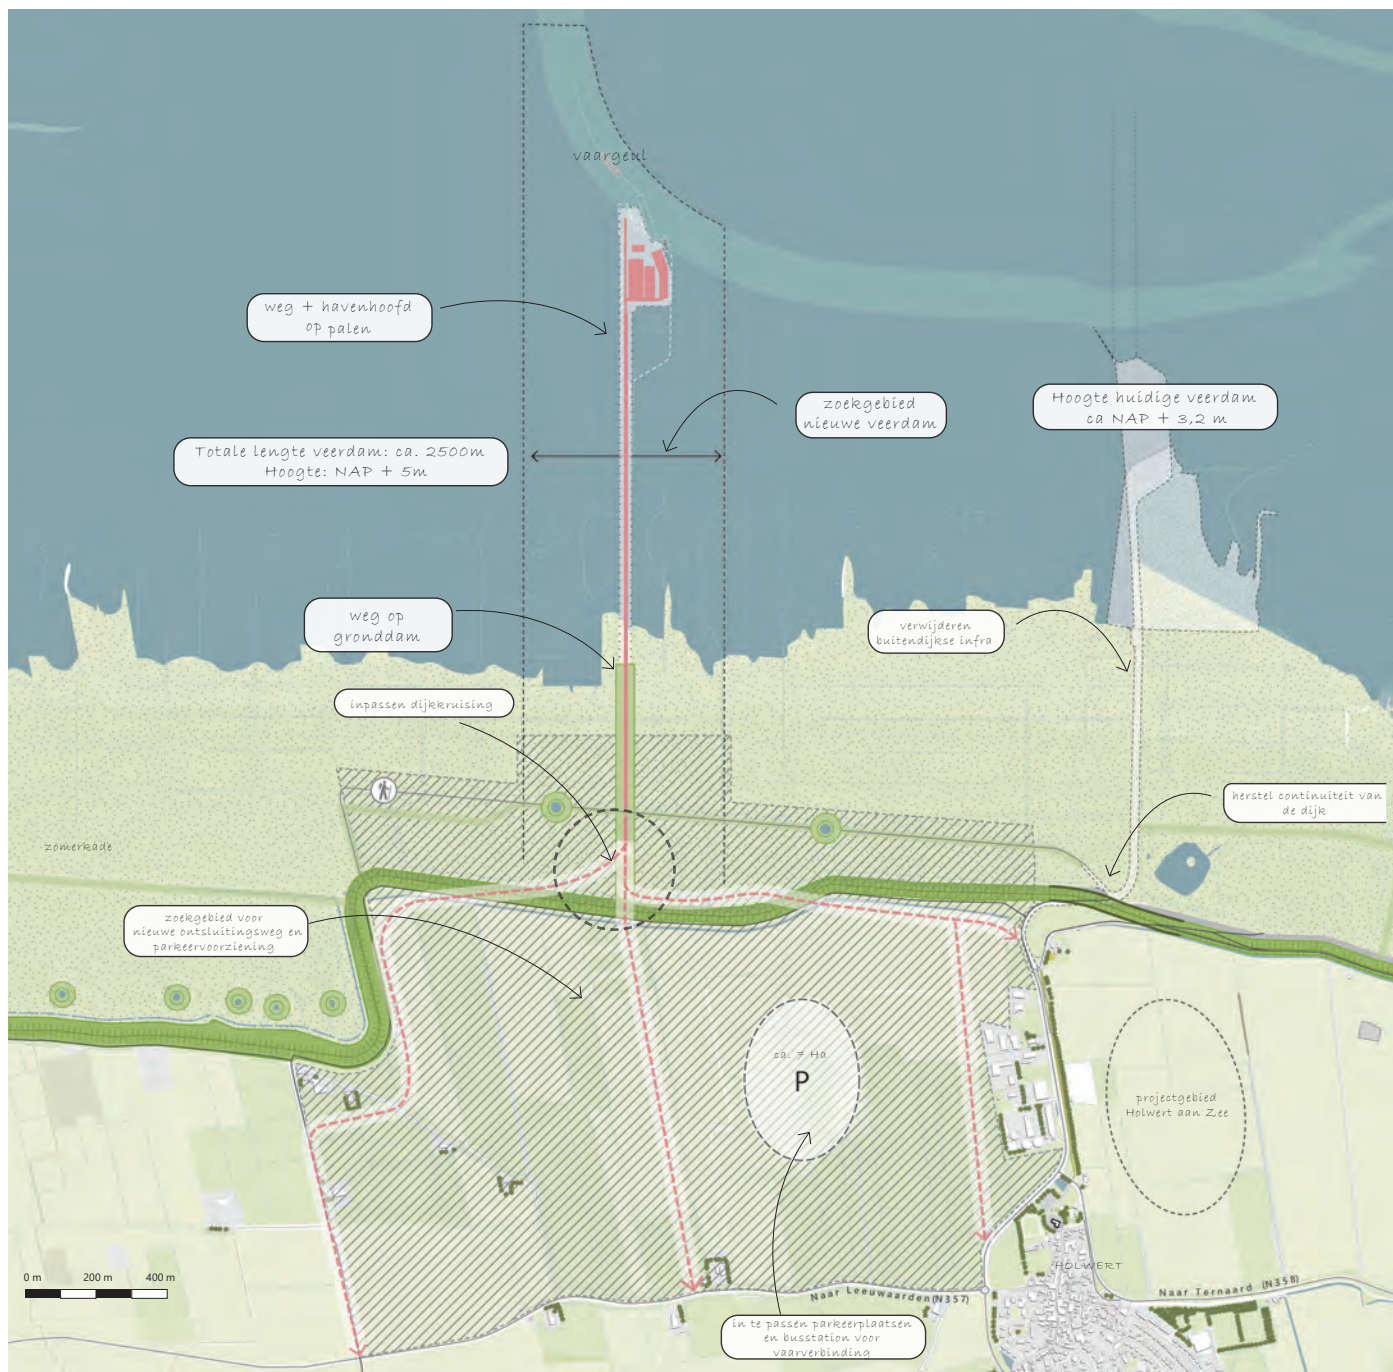 vaargeul
weg + havenhoofd
op palen
zoekgebied
nieuwe veerdam
Hoogte huidige veerdam
ca NAP + 3,2 m
Totale lengte veerdam: ca. 2500m
Hoogte: NAP + 5m
weg op
gronddam
verwijderen
buitendijkse infra
inpassen dijkkruising
herstel continuiteit van
de dijk
zomerkade
zoekgebied voor
nieuwe ontsluitingsweg en
parkeervoorziening
ca. 7 Ha
P
projectgebied
Holwert aan Zee
HOLWERT
0 m 200 m 400 m
Naar Leeuwaarden (N357)
Naar Ternaard (N358)
in te passen parkeerplaatsen
en busstation voor
vaarverbinding